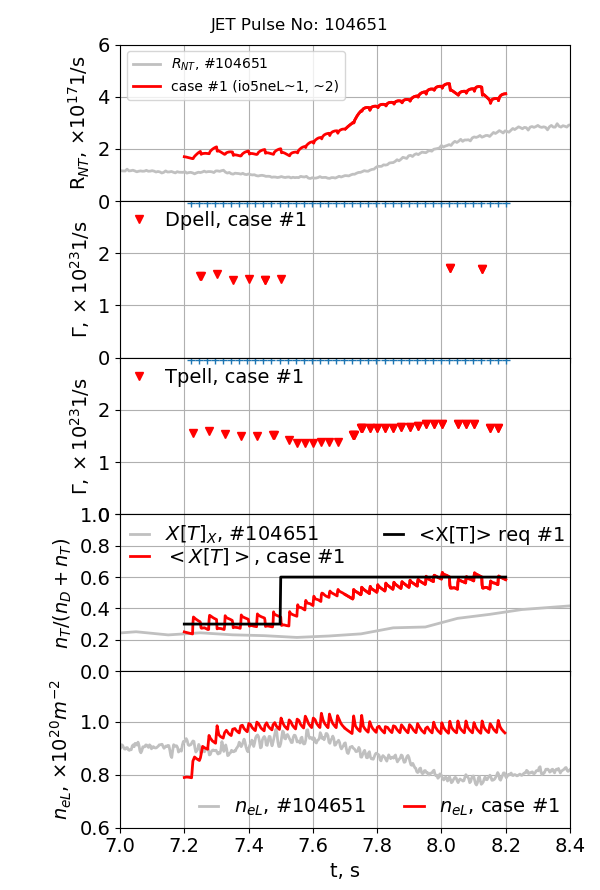 JET Pulse No: 104651
6
R_NT, #104651
case #1 (io5neL~1, ~2)
4
2
0
R_NT, ×10^17 1/s
Dpell, case #1
2
1
0
Γ, ×10^23 1/s
Tpell, case #1
2
1
0
Γ, ×10^23 1/s
1.0
X[T]_X, #104651
<X[T]> req #1
<X[T]>, case #1
0.8
0.6
0.4
0.2
0.0
n_T/(n_D + n_T)
1.0
0.8
0.6
n_eL, ×10^20 m^−2
n_eL, #104651
n_eL, case #1
7.0 7.2 7.4 7.6 7.8 8.0 8.2 8.4
t, s